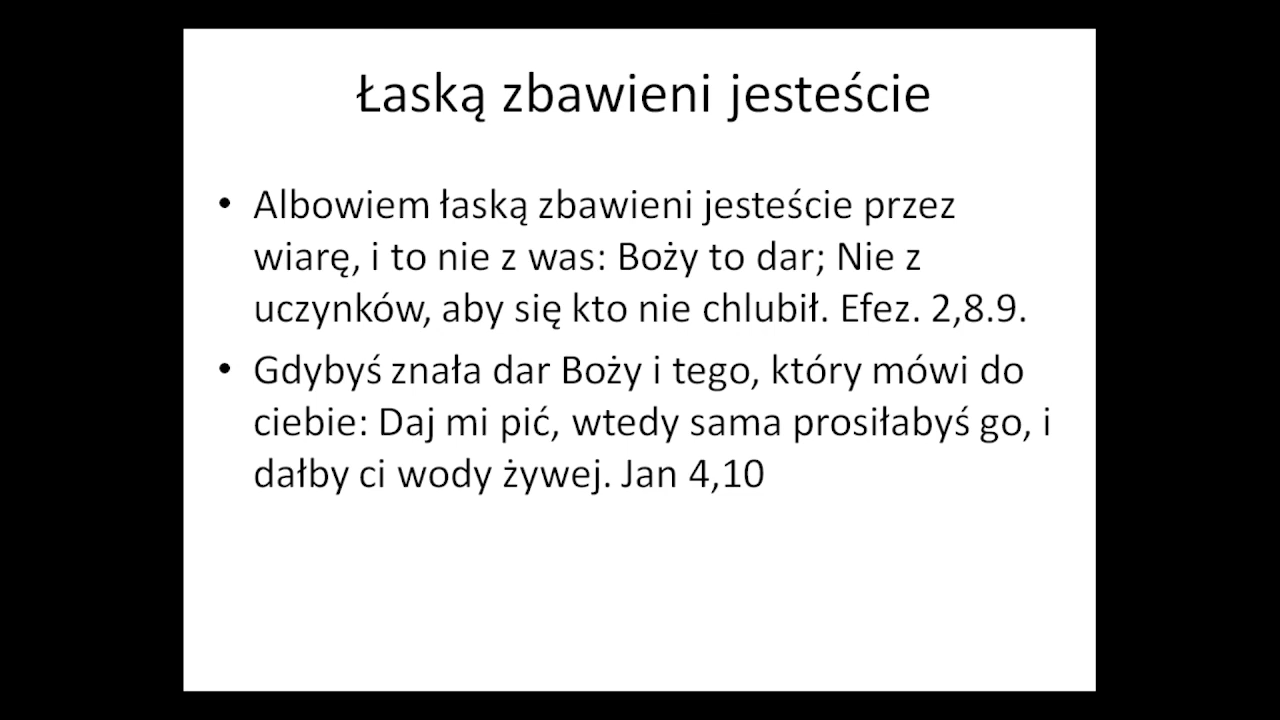 Łaską zbawieni jesteście
• Albowiem łaską zbawieni jesteście przez
wiarę, i to nie z was: Boży to dar; Nie z
uczynków, aby się kto nie chlubił. Efez. 2,8.9.
• Gdybyś znała dar Boży i tego, który mówi do
ciebie: Daj mi pić, wtedy sama prosiłabyś go, i
dałby ci wody żywej. Jan 4,10